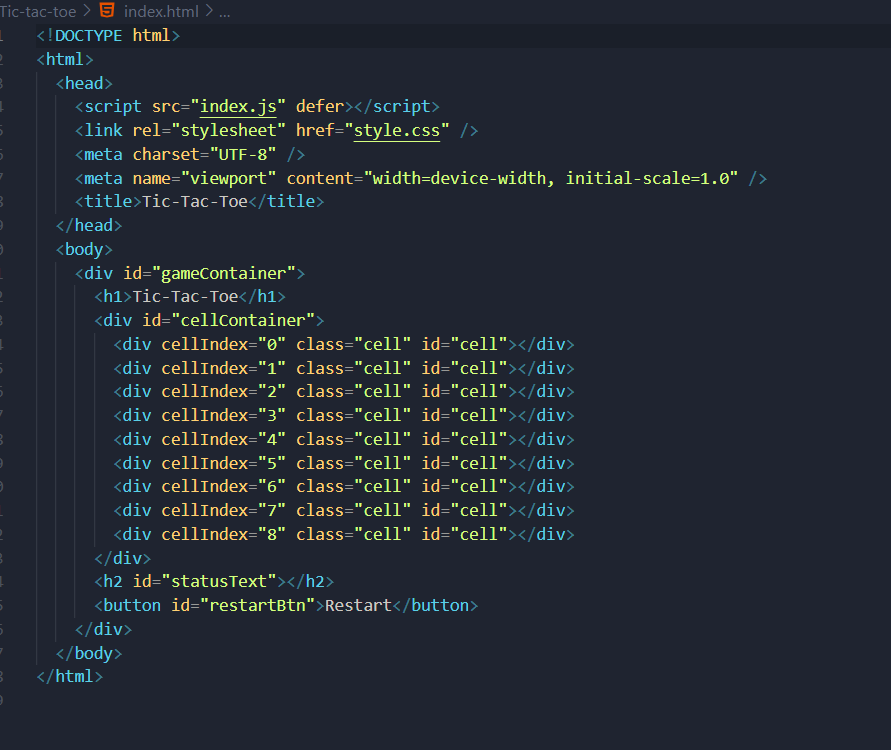 Tic-tac-toe > index.html > ...
<!DOCTYPE html>
<html>
<head>
<script src="index.js" defer></script>
<link rel="stylesheet" href="style.css" />
<meta charset="UTF-8" />
<meta name="viewport" content="width=device-width, initial-scale=1.0" />
<title>Tic-Tac-Toe</title>
</head>
<body>
<div id="gameContainer">
<h1>Tic-Tac-Toe</h1>
<div id="cellContainer">
<div cellIndex="0" class="cell" id="cell"></div>
<div cellIndex="1" class="cell" id="cell"></div>
<div cellIndex="2" class="cell" id="cell"></div>
<div cellIndex="3" class="cell" id="cell"></div>
<div cellIndex="4" class="cell" id="cell"></div>
<div cellIndex="5" class="cell" id="cell"></div>
<div cellIndex="6" class="cell" id="cell"></div>
<div cellIndex="7" class="cell" id="cell"></div>
<div cellIndex="8" class="cell" id="cell"></div>
</div>
<h2 id="statusText"></h2>
<button id="restartBtn">Restart</button>
</div>
</body>
</html>